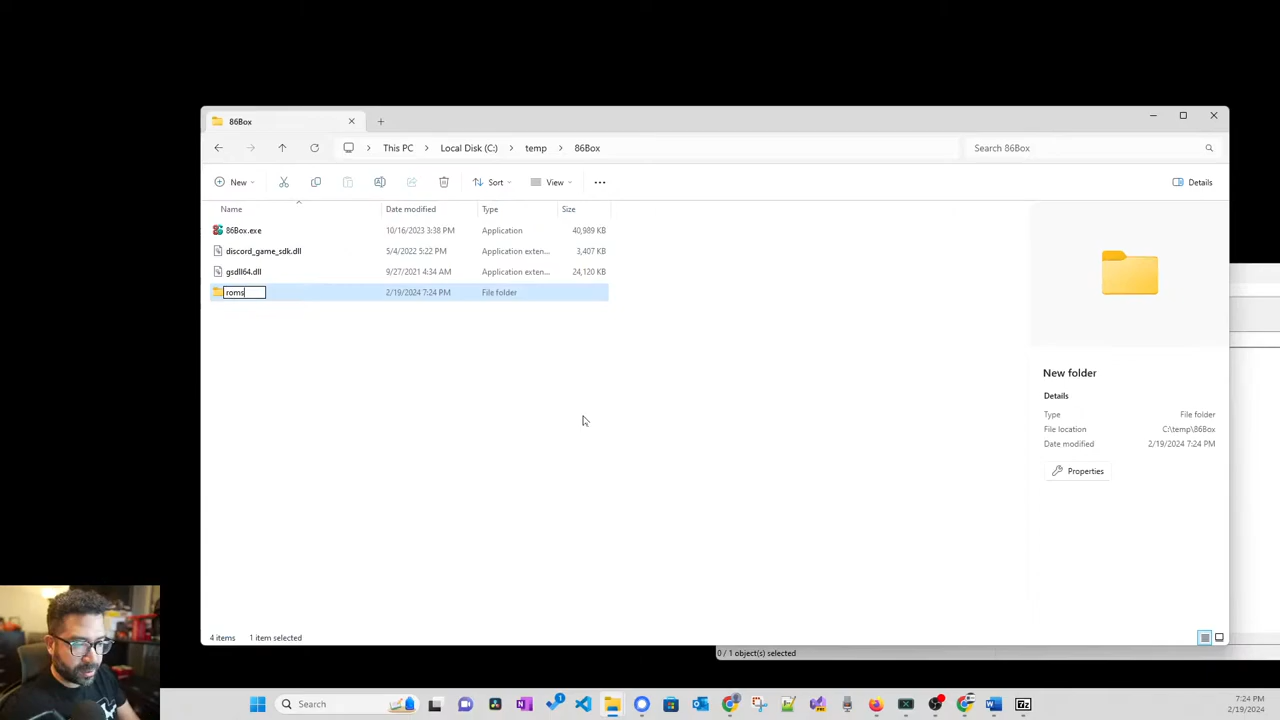 86Box
This PC > Local Disk (C:) > temp > 86Box
Search 86Box
New
Sort
View
Details
Name Date modified Type Size
86Box.exe 10/16/2023 3:38 PM Application 40,989 KB
discord_game_sdk.dll 5/4/2022 5:22 PM Application exten... 3,407 KB
gsdll64.dll 9/27/2021 4:34 AM Application exten... 24,120 KB
roms 2/19/2024 7:24 PM File folder
New folder
Details
Type File folder
File location C:\temp\86Box
Date modified 2/19/2024 7:24 PM
Properties
4 items 1 item selected
0 / 1 object(s) selected
Search
7:24 PM
2/19/2024